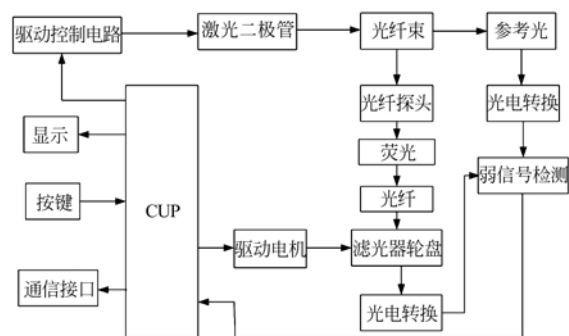 驱动控制电路
激光二极管
光纤束
参考光
光纤探头
光电转换
显示
荧光
弱信号检测
按键
CUP
光纤
驱动电机
滤光器轮盘
通信接口
光电转换